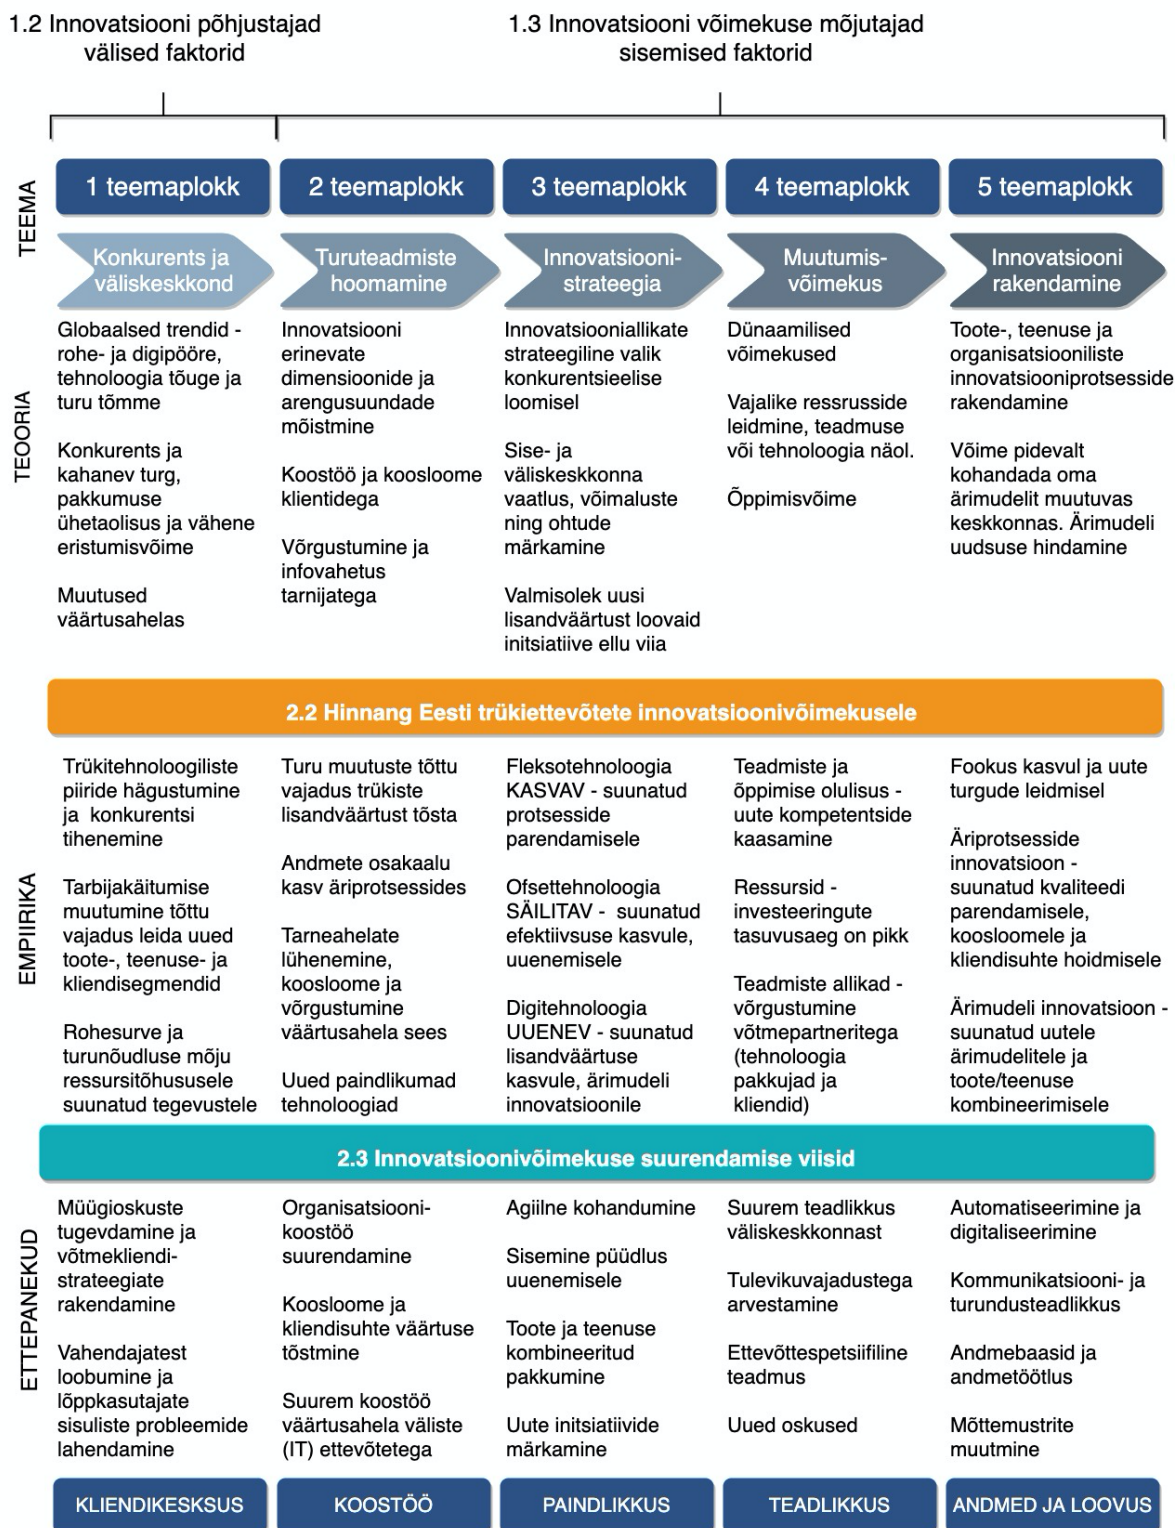 1.2 Innovatsiooni põhjustajad
välised faktorid
1.3 Innovatsiooni võimekuse mõjutajad
sisemised faktorid
TEEMA
1 teemaplokk
2 teemaplokk
3 teemaplokk
4 teemaplokk
5 teemaplokk
Konkurents ja
väliskeskkond
Turuteadmiste
hoomamine
Innovatsiooni-
strateegia
Muutumis-
võimekus
Innovatsiooni
rakendamine
TEOORIA
Globaalsed trendid -
rohe- ja digipööre,
tehnoloogia tõuge ja
turu tõmme
Konkurents ja
kahanev turg,
pakkumuse
ühetaolisus ja vähene
eristumisvõime
Muutused
väärtusahelas
Innovatsiooni
erinevate
dimensioonide ja
arengusuundade
mõistmine
Koostöö ja koosloome
klientidega
Võrgustumine ja
infovahetus
tarnijatega
Innovatsiooniallikate
strateegiline valik
konkurentsieelise
loomisel
Sise- ja
väliskeskkonna
vaatlus, võimaluste
ning ohtude
märkamine
Valmisolek uusi
lisandväärtust loovaid
initsiatiive ellu viia
Dünaamilised
võimekused
Vajalike ressrusside
leidmine, teadmuse
või tehnoloogia näol.
Õppimisvõime
Toote-, teenuse ja
organisatsiooniliste
innovatsiooniprotsesside
rakendamine
Võime pidevalt
kohandada oma
ärimudelit muutuvas
keskkonnas. Ärimudeli
uudsuse hindamine
2.2 Hinnang Eesti trükiettevõtete innovatsioonivõimekusele
EMPIIRIKA
Trükitehnoloogiliste
piiride hägustumine
ja konkurentsi
tihenemine
Tarbijakäitumise
muutumine tõttu
vajadus leida uued
toote-, teenuse- ja
kliendisegmendid
Rohesurve ja
turunõudluse mõju
ressursitõhususele
suunatud tegevustele
Turu muutuste tõttu
vajadus trükiste
lisandväärtust tõsta
Andmete osakaalu
kasv äriprotsessides
Tarneahelate
lühenemine,
koosloome ja
võrgustumine
väärtusahela sees
Uued paindlikumad
tehnoloogiad
Fleksotehnoloogia
KASVAV - suunatud
protsesside
parendamisele
Ofsettehnoloogia
SÄILITAV - suunatud
efektiivsuse kasvule,
uuenemisele
Digitehnoloogia
UUENEV - suunatud
lisandväärtuse
kasvule, ärimudeli
innovatsioonile
Teadmiste ja
õppimise olulisus -
uute kompetentside
kaasamine
Ressursid -
investeeringute
tasuvusaeg on pikk
Teadmiste allikad -
võrgustumine
võtmepartneritega
(tehnoloogia
pakkujad ja
kliendid)
Fookus kasvul ja uute
turgude leidmisel
Äriprotsesside
innovatsioon -
suunatud kvaliteedi
parendamisele,
koosloomele ja
kliendisuhte hoidmisele
Ärimudeli innovatsioon -
suunatud uutele
ärimudelitele ja
toote/teenuse
kombineerimisele
2.3 Innovatsioonivõimekuse suurendamise viisid
ETTEPANEKUD
Müügioskuste
tugevdamine ja
võtmekliendi-
strateegiate
rakendamine
Vahendajatest
loobumine ja
lõppkasutajate
sisuliste probleemide
lahendamine
Organisatsiooni-
koostöö
suurendamine
Koosloome ja
kliendisuhte väärtuse
tõstmine
Suurem koostöö
väärtusahela väliste
(IT) ettevõtetega
Agiilne kohandumine
Sisemine püüdlus
uuenemisele
Toote ja teenuse
kombineeritud
pakkumine
Uute initsiatiivide
märkamine
Suurem teadlikkus
väliskeskkonnast
Tulevikuvajadustega
arvestamine
Ettevõttespetsiifiline
teadmus
Uued oskused
Automatiseerimine ja
digitaliseerimine
Kommunikatsiooni- ja
turundusteadlikkus
Andmebaasid ja
andmetöötlus
Mõttemustrite
muutmine
KLIENDIKESKSUS
KOOSTÖÖ
PAINDLIKKUS
TEADLIKKUS
ANDMED JA LOOVUS